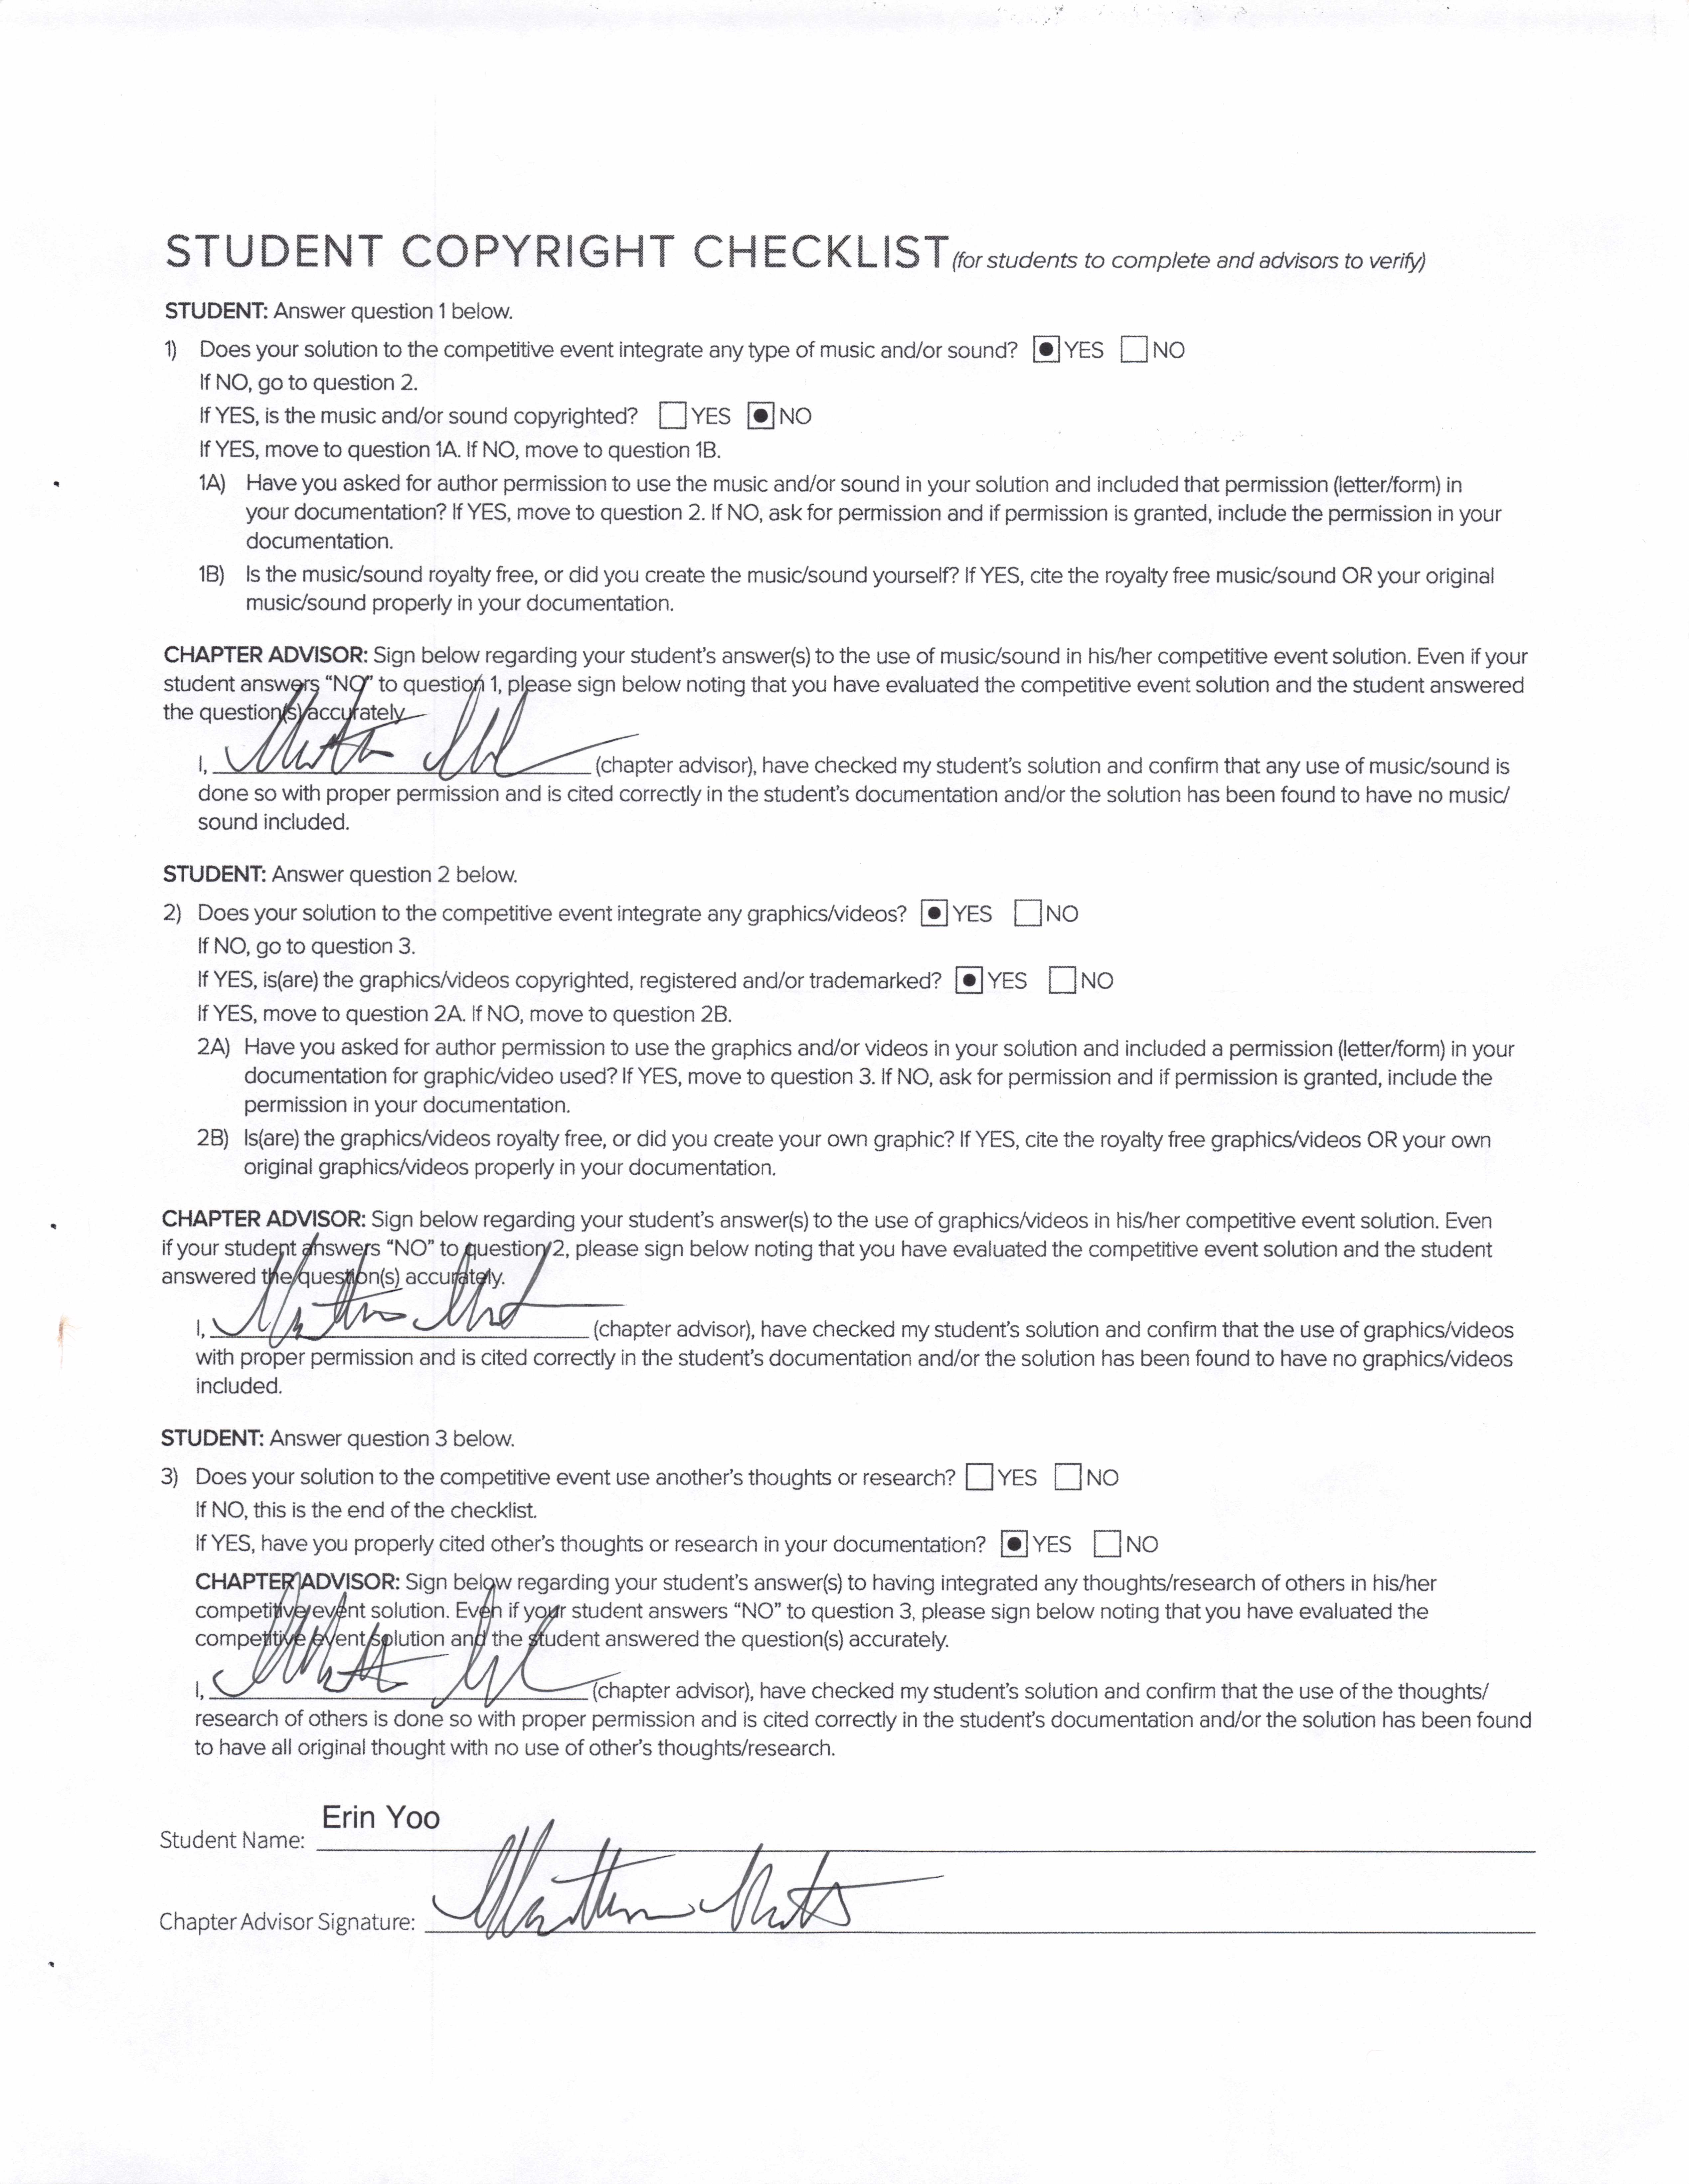 STUDENT COPYRIGHT CHECKLIST (for students to complete and advisors to verify)
STUDENT: Answer question 1 below.
1) Does your solution to the competitive event integrate any type of music and/or sound? YES NO
If NO, go to question 2.
If YES, is the music and/or sound copyrighted? YES NO
If YES, move to question 1A. If NO, move to question 1B.
1A) Have you asked for author permission to use the music and/or sound in your solution and included that permission (letter/form) in
your documentation? If YES, move to question 2. If NO, ask for permission and if permission is granted, include the permission in your
documentation.
1B) Is the music/sound royalty free, or did you create the music/sound yourself? If YES, cite the royalty free music/sound OR your original
music/sound properly in your documentation.
CHAPTER ADVISOR: Sign below regarding your student's answer(s) to the use of music/sound in his/her competitive event solution. Even if your
student answers "NO" to question 1, please sign below noting that you have evaluated the competitive event solution and the student answered
the question(s) accurately
I, (chapter advisor), have checked my student's solution and confirm that any use of music/sound is
done so with proper permission and is cited correctly in the student's documentation and/or the solution has been found to have no music/
sound included.
STUDENT: Answer question 2 below.
2) Does your solution to the competitive event integrate any graphics/videos? YES NO
If NO, go to question 3.
If YES, is(are) the graphics/videos copyrighted, registered and/or trademarked? YES NO
If YES, move to question 2A. If NO, move to question 2B.
2A) Have you asked for author permission to use the graphics and/or videos in your solution and included a permission (letter/form) in your
documentation for graphic/video used? If YES, move to question 3. If NO, ask for permission and if permission is granted, include the
permission in your documentation.
2B) Is(are) the graphics/videos royalty free, or did you create your own graphic? If YES, cite the royalty free graphics/videos OR your own
original graphics/videos properly in your documentation.
CHAPTER ADVISOR: Sign below regarding your student's answer(s) to the use of graphics/videos in his/her competitive event solution. Even
if your student answers "NO" to question 2, please sign below noting that you have evaluated the competitive event solution and the student
answered the question(s) accurately.
I, (chapter advisor), have checked my student's solution and confirm that the use of graphics/videos
with proper permission and is cited correctly in the student's documentation and/or the solution has been found to have no graphics/videos
included.
STUDENT: Answer question 3 below.
3) Does your solution to the competitive event use another's thoughts or research? YES NO
If NO, this is the end of the checklist.
If YES, have you properly cited other's thoughts or research in your documentation? YES NO
CHAPTER ADVISOR: Sign below regarding your student's answer(s) to having integrated any thoughts/research of others in his/her
competitive event solution. Even if your student answers "NO" to question 3, please sign below noting that you have evaluated the
competitive event solution and the student answered the question(s) accurately.
I, (chapter advisor), have checked my student's solution and confirm that the use of the thoughts/
research of others is done so with proper permission and is cited correctly in the student's documentation and/or the solution has been found
to have all original thought with no use of other's thoughts/research.
Student Name: Erin Yoo
Chapter Advisor Signature: